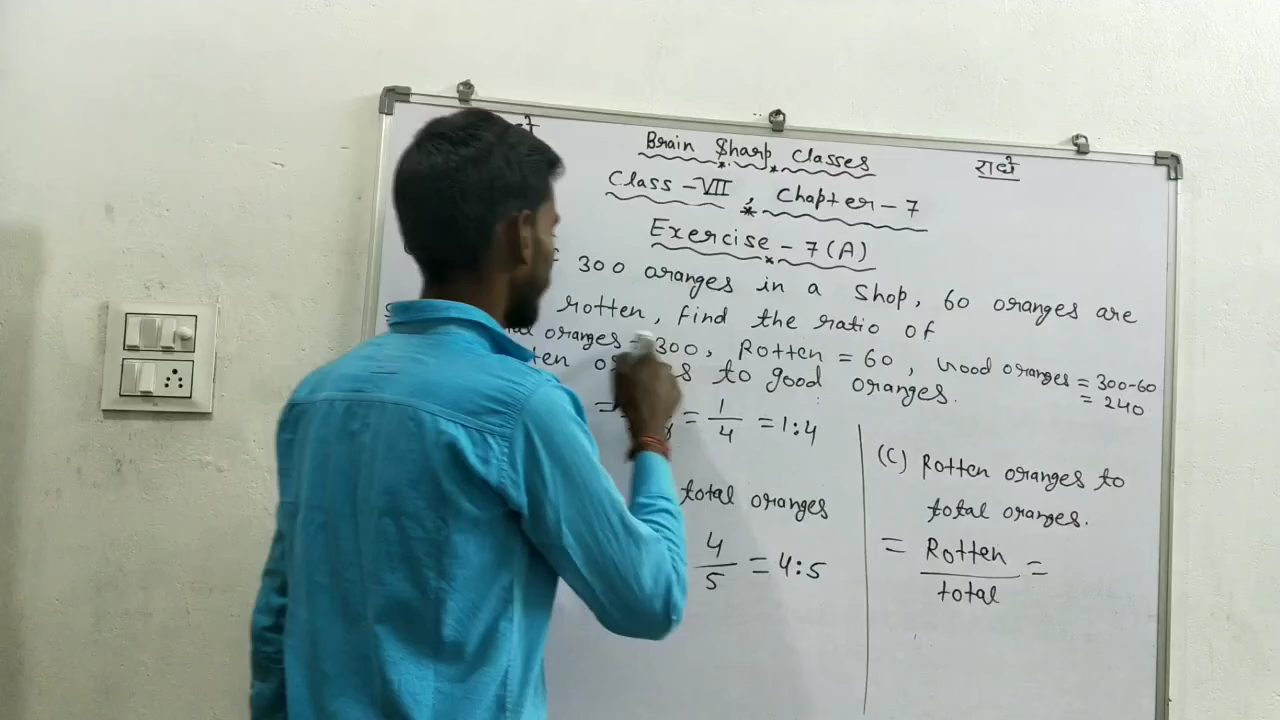 Brain Sharp Classes
राधे
Class-VII, Chapter-7
Exercise-7(A)
300 oranges in a shop, 60 oranges are
rotten, find the ratio of
oranges = 300, Rotten = 60, Good oranges = 300-60
= 240
to good oranges.
= = 1/4 = 1:4
total oranges
4/5 = 4:5
(C) Rotten oranges to
total oranges.
= Rotten/total =